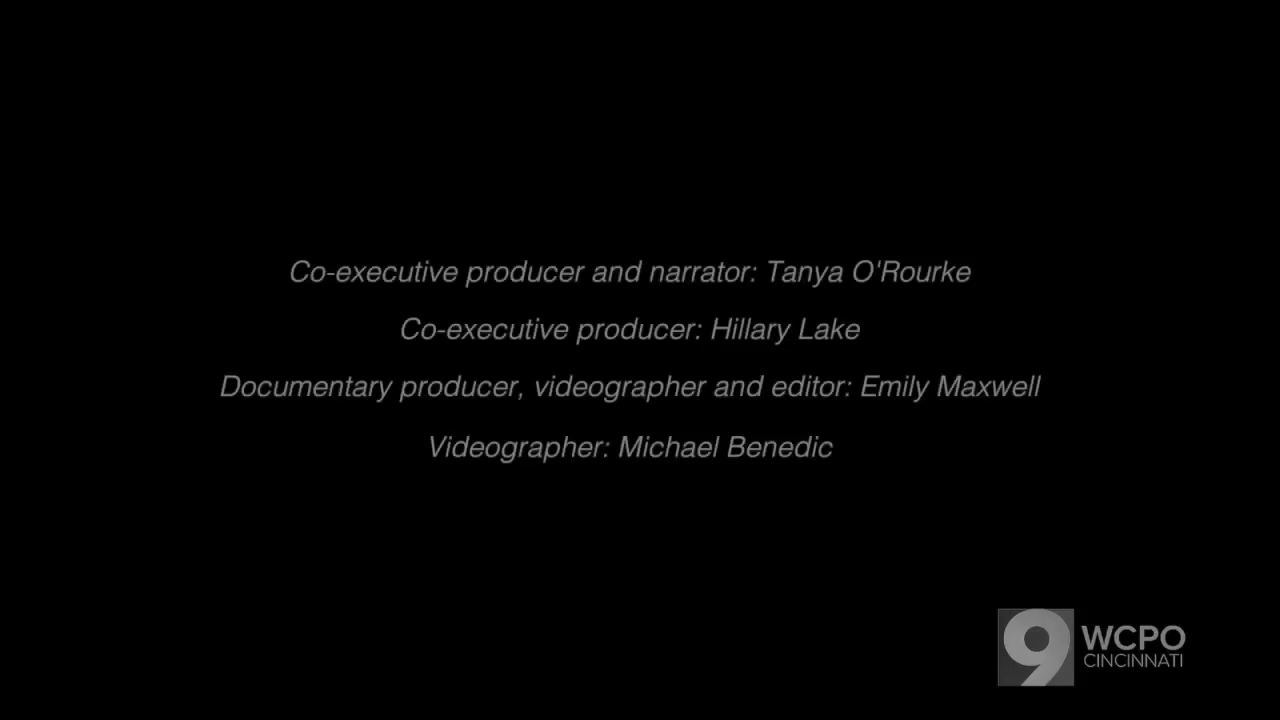 Co-executive producer and narrator: Tanya O'Rourke
Co-executive producer: Hillary Lake
Documentary producer, videographer and editor: Emily Maxwell
Videographer: Michael Benedic
9 WCPO
CINCINNATI